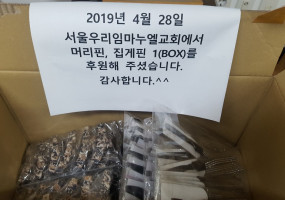 2019년 4월 28일
서울우리임마누엘교회에서
머리핀, 집게핀 1(BOX)를
후원해 주셨습니다.
감사합니다.^^